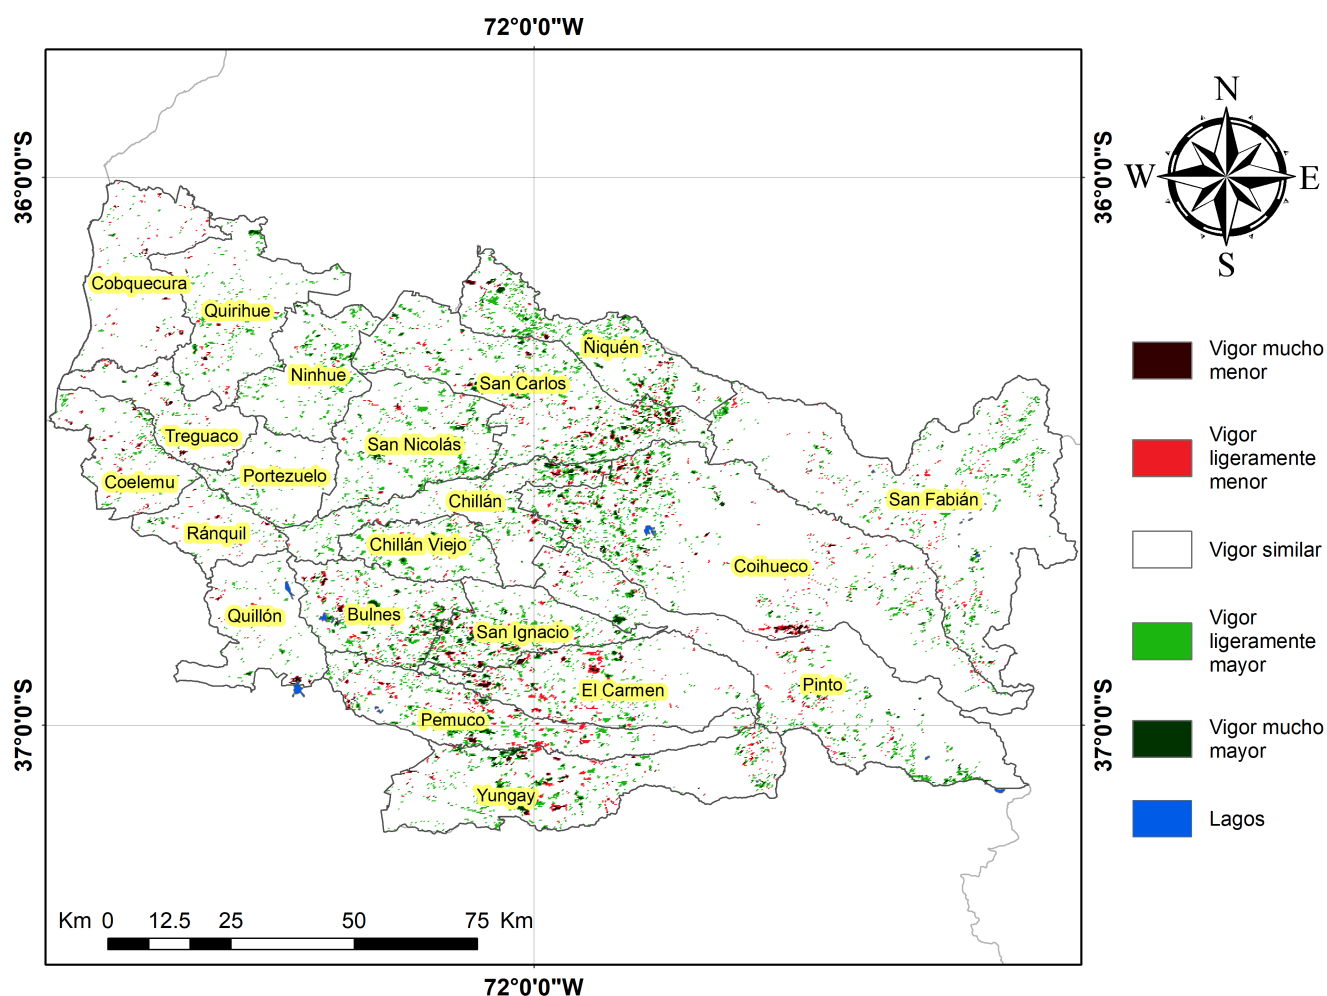 72°0'0"W
36°0'0"S
36°0'0"S
N
W
E
S
Cobquecura
Quirihue
Ñiquén
Ninhue
San Carlos
Treguaco
San Nicolás
Portezuelo
Coelemu
Chillán
San Fabián
Ránquil
Chillán Viejo
Coihueco
Quillón
Bulnes
San Ignacio
El Carmen
Pinto
Pemuco
Yungay
37°0'0"S
37°0'0"S
Vigor mucho
menor
Vigor
ligeramente
menor
Vigor similar
Vigor
ligeramente
mayor
Vigor mucho
mayor
Lagos
Km 0 12.5 25 50 75 Km
72°0'0"W